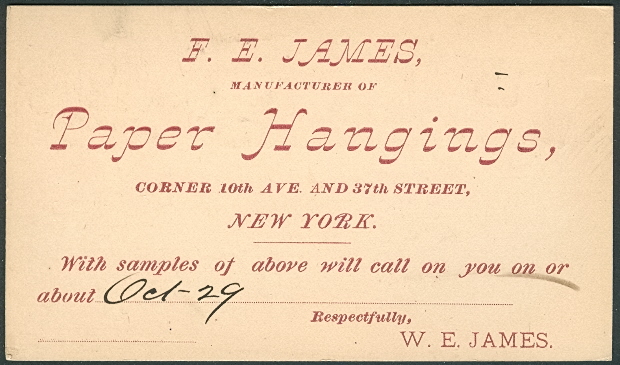 F. E. JAMES,
MANUFACTURER OF
Paper Hangings,
CORNER 10th AVE. AND 37th STREET,
NEW YORK.
With samples of above will call on you on or
about Oct-29
Respectfully,
W. E. JAMES.